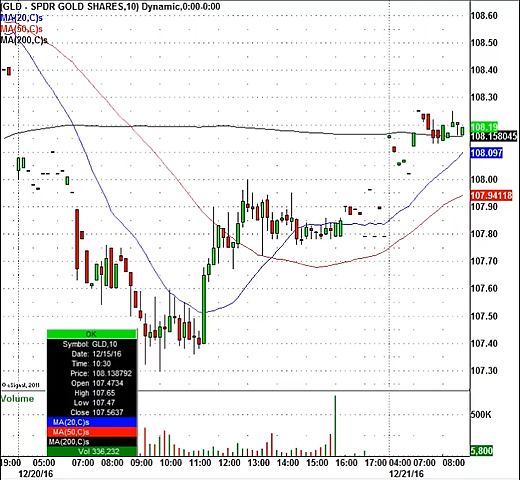 (GLD - SPDR GOLD SHARES,10) Dynamic,0:00-0:00
MA(20,C)s
MA(50,C)s
MA(200,C)s
108.60
108.50
108.40
108.30
108.19
108.158045
108.097
108.00
107.94118
107.90
107.80
107.70
107.60
107.50
107.40
107.30
OK
Symbol: GLD,10
Date: 12/15/16
Time: 10:30
Price: 108.138792
Open 107.4734
High 107.65
Low 107.47
Close 107.5637
MA(20,C)s
MA(50,C)s
MA(200,C)s
Vol 336,232
© eSignal, 2011
Volume
500K
5,800
19:00 05:00 07:00 08:00 09:00 10:00 11:00 12:00 13:00 14:00 15:00 17:00 04:00 07:00 08:00
12/20/16 12/21/16